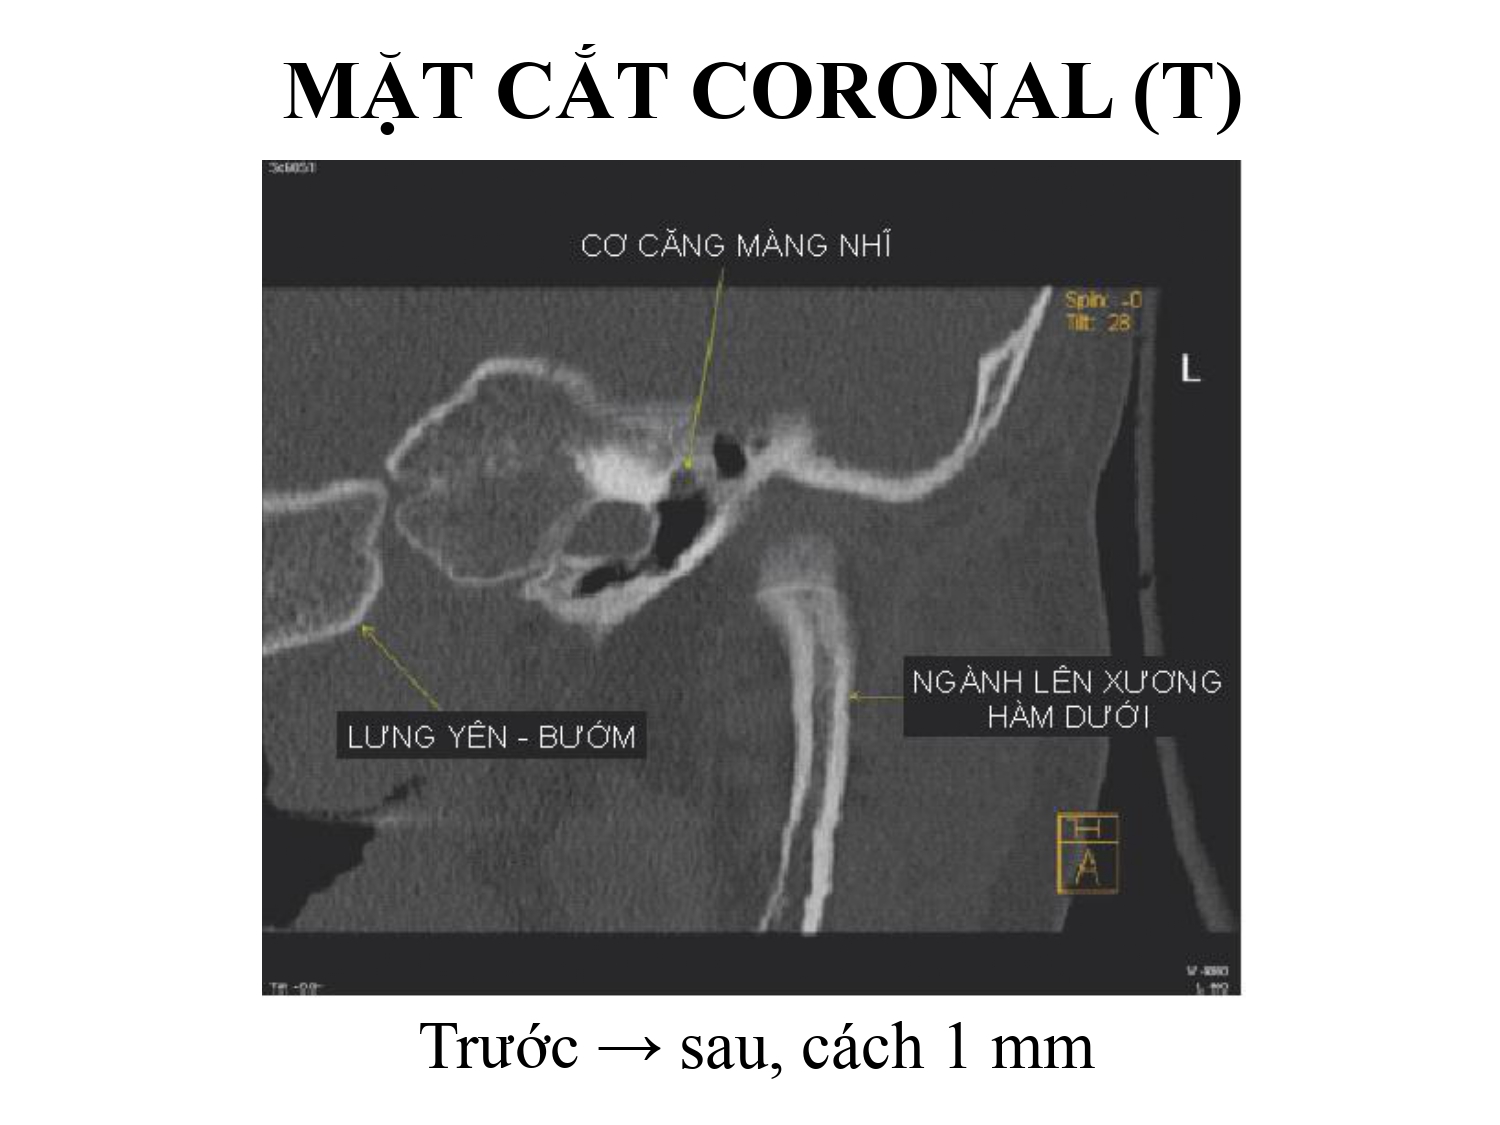 MẶT CẮT CORONAL (T)
CƠ CĂNG MÀNG NHĨ
Spin: -0
Tilt: 28
L
NGÀNH LÊN XƯƠNG
HÀM DƯỚI
LƯNG YÊN - BƯỚM
H
A
Trước → sau, cách 1 mm